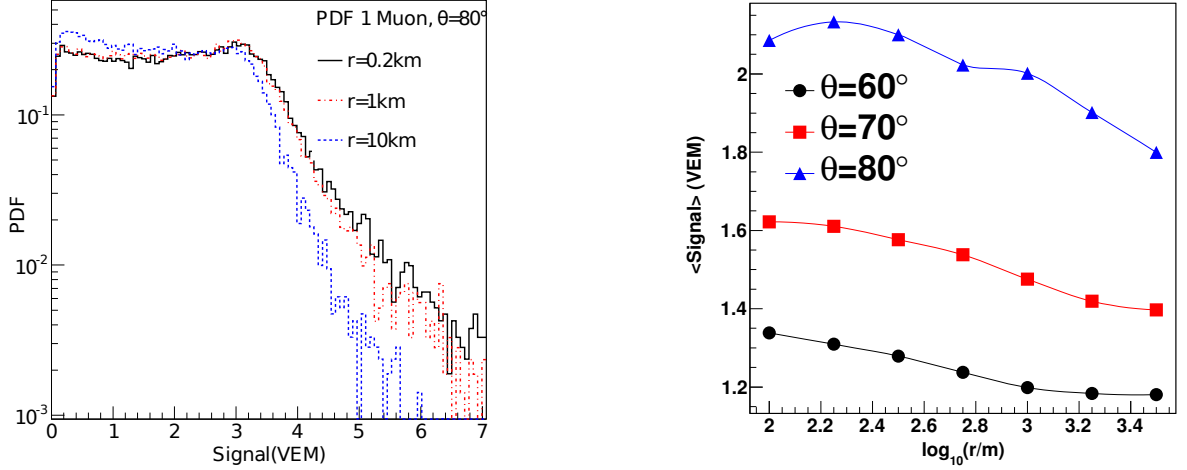 PDF 1 Muon, θ=80°
r=0.2km
r=1km
r=10km
PDF
10⁻¹
10⁻²
10⁻³
0 1 2 3 4 5 6 7
Signal(VEM)
θ=60°
θ=70°
θ=80°
<Signal> (VEM)
2
1.8
1.6
1.4
1.2
2 2.2 2.4 2.6 2.8 3 3.2 3.4
log₁₀(r/m)